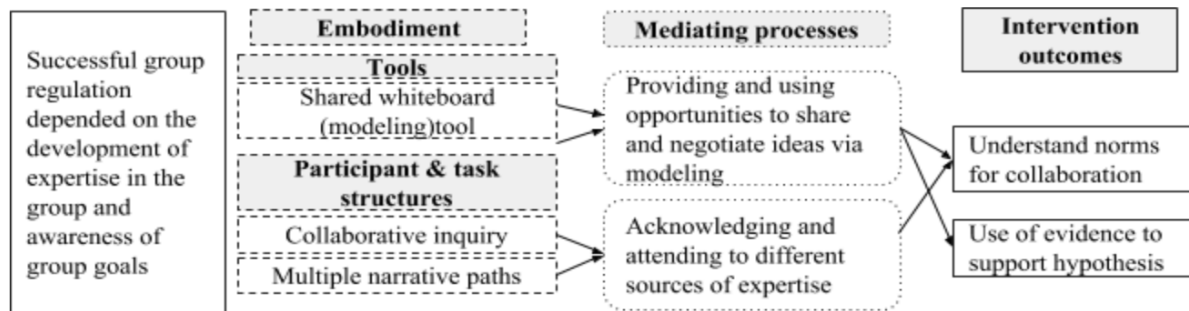 Successful group
regulation
depended on the
development of
expertise in the
group and
awareness of
group goals
Embodiment
Tools
Shared whiteboard
(modeling)tool
Participant & task
structures
Collaborative inquiry
Multiple narrative paths
Mediating processes
Providing and using
opportunities to share
and negotiate ideas via
modeling
Acknowledging and
attending to different
sources of expertise
Intervention
outcomes
Understand norms
for collaboration
Use of evidence to
support hypothesis